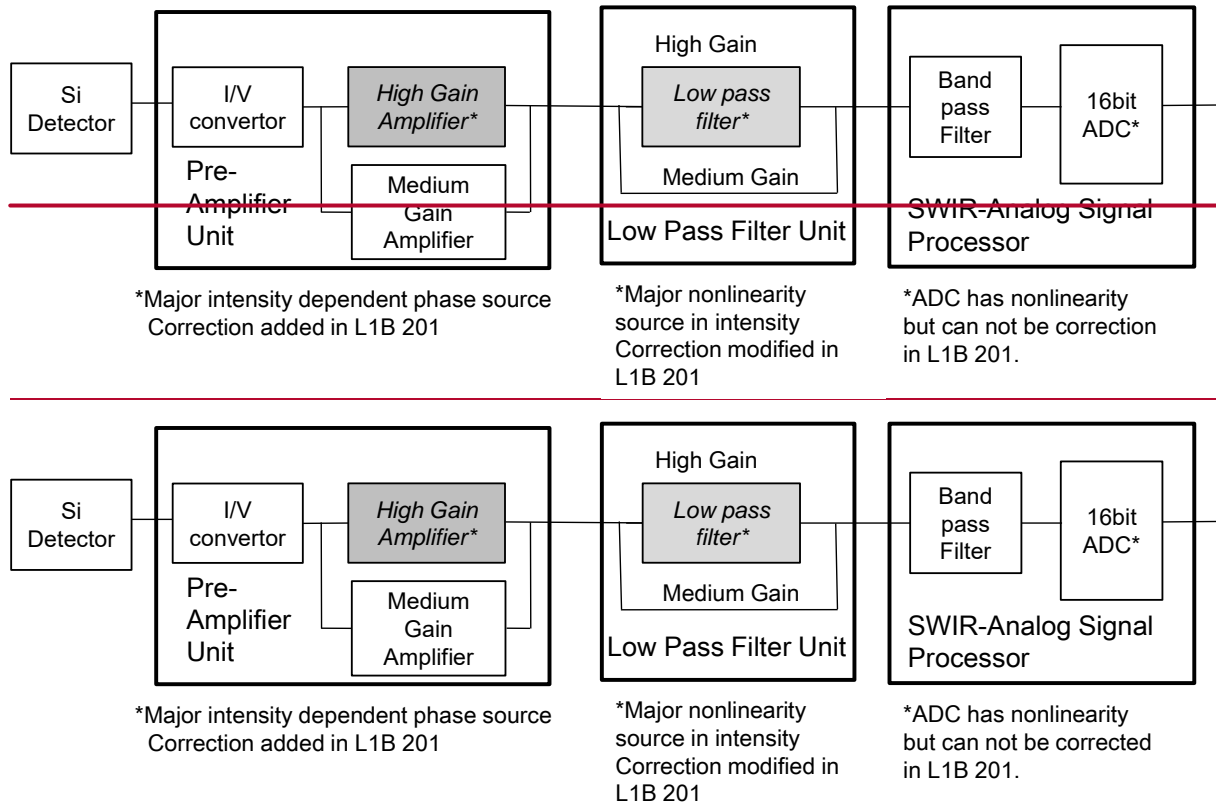 High Gain
Si
Detector
I/V
convertor
High Gain
Amplifier*
Low pass
filter*
Band
pass
Filter
16bit
ADC*
Pre-
Amplifier
Unit
Medium
Gain
Amplifier
Medium Gain
Low Pass Filter Unit
SWIR-Analog Signal
Processor
*Major intensity dependent phase source
Correction added in L1B 201
*Major nonlinearity
source in intensity
Correction modified in
L1B 201
*ADC has nonlinearity
but can not be correction
in L1B 201.
High Gain
Si
Detector
I/V
convertor
High Gain
Amplifier*
Low pass
filter*
Band
pass
Filter
16bit
ADC*
Pre-
Amplifier
Unit
Medium
Gain
Amplifier
Medium Gain
Low Pass Filter Unit
SWIR-Analog Signal
Processor
*Major intensity dependent phase source
Correction added in L1B 201
*Major nonlinearity
source in intensity
Correction modified in
L1B 201
*ADC has nonlinearity
but can not be corrected
in L1B 201.